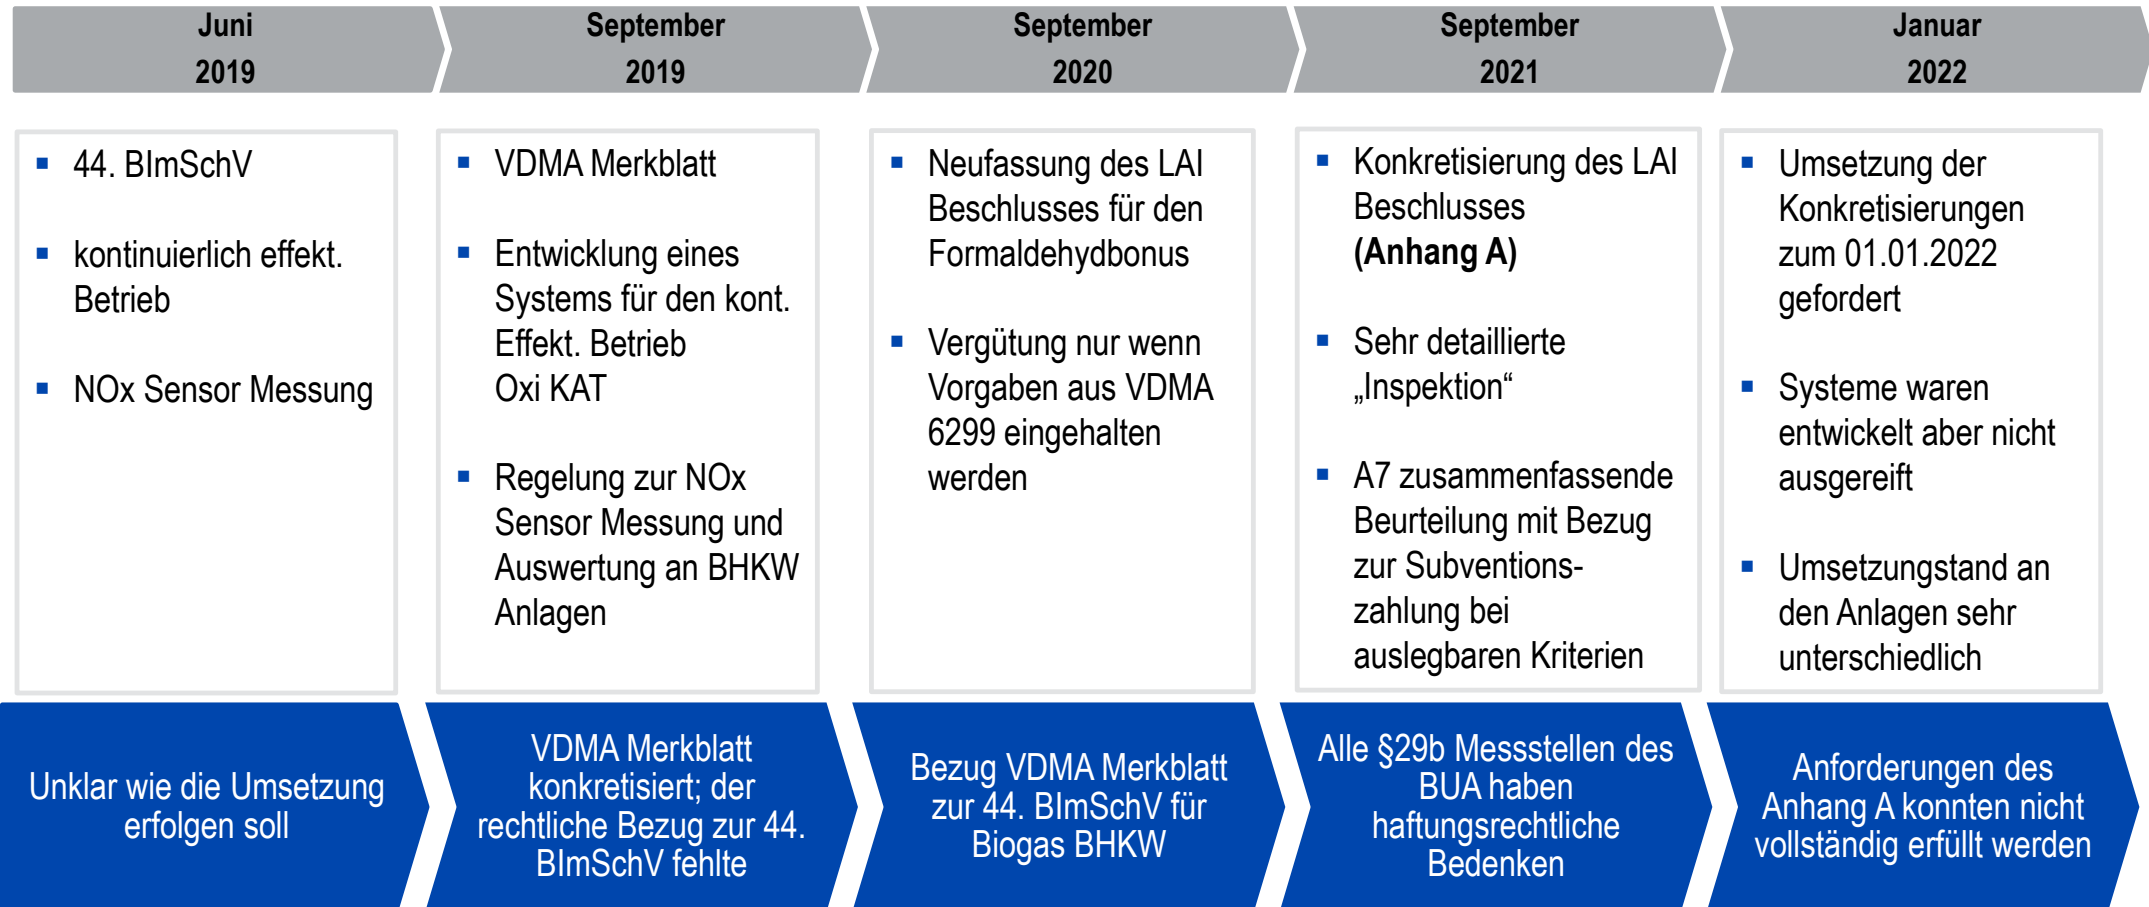 Juni
2019
September
2019
September
2020
September
2021
Januar
2022
44. BImSchV
kontinuierlich effekt.
Betrieb
NOx Sensor Messung
VDMA Merkblatt
Entwicklung eines
Systems für den kont.
Effekt. Betrieb
Oxi KAT
Regelung zur NOx
Sensor Messung und
Auswertung an BHKW
Anlagen
Neufassung des LAI
Beschlusses für den
Formaldehydbonus
Vergütung nur wenn
Vorgaben aus VDMA
6299 eingehalten
werden
Konkretisierung des LAI
Beschlusses
(Anhang A)
Sehr detaillierte
„Inspektion“
A7 zusammenfassende
Beurteilung mit Bezug
zur Subventions-
zahlung bei
auslegbaren Kriterien
Umsetzung der
Konkretisierungen
zum 01.01.2022
gefordert
Systeme waren
entwickelt aber nicht
ausgereift
Umsetzungstand an
den Anlagen sehr
unterschiedlich
Unklar wie die Umsetzung
erfolgen soll
VDMA Merkblatt
konkretisiert; der
rechtliche Bezug zur 44.
BImSchV fehlte
Bezug VDMA Merkblatt
zur 44. BImSchV für
Biogas BHKW
Alle §29b Messstellen des
BUA haben
haftungsrechtliche
Bedenken
Anforderungen des
Anhang A konnten nicht
vollständig erfüllt werden